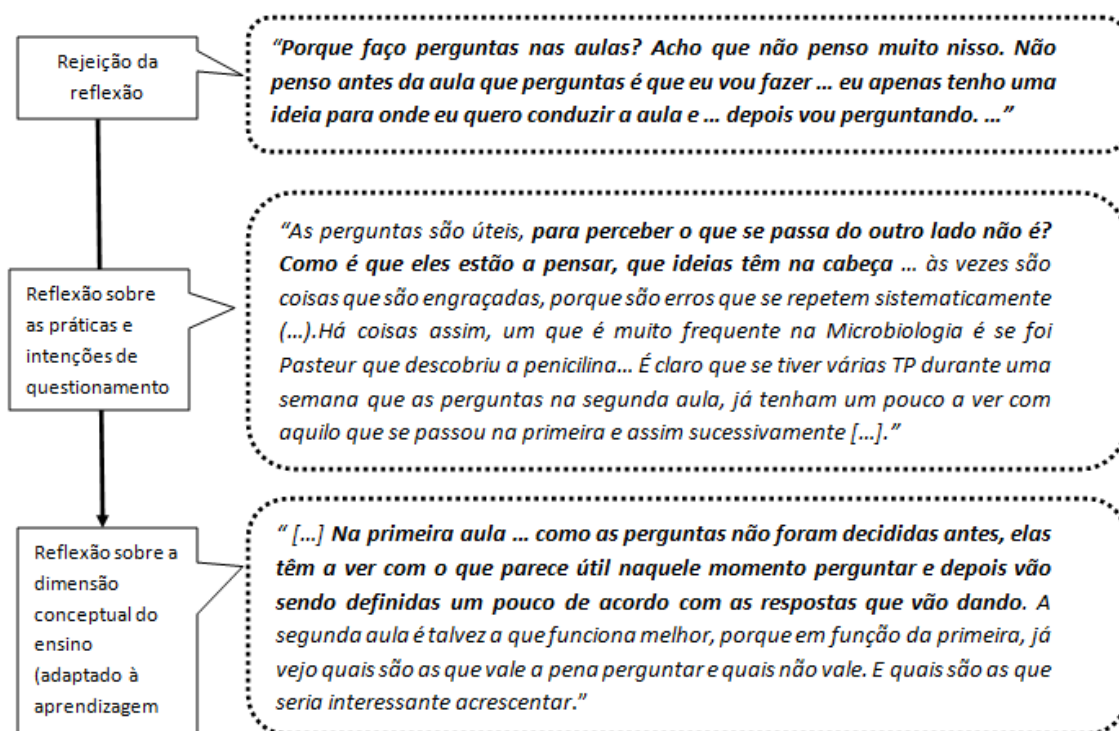 Rejeição da
reflexão
“Porque faço perguntas nas aulas? Acho que não penso muito nisso. Não
penso antes da aula que perguntas é que eu vou fazer ... eu apenas tenho uma
ideia para onde eu quero conduzir a aula e ... depois vou perguntando. ...”
Reflexão sobre
as práticas e
intenções de
questionamento
“As perguntas são úteis, para perceber o que se passa do outro lado não é?
Como é que eles estão a pensar, que ideias têm na cabeça ... às vezes são
coisas que são engraçadas, porque são erros que se repetem sistematicamente
(...).Há coisas assim, um que é muito frequente na Microbiologia é se foi
Pasteur que descobriu a penicilina... É claro que se tiver várias TP durante uma
semana que as perguntas na segunda aula, já tenham um pouco a ver com
aquilo que se passou na primeira e assim sucessivamente [...].”
Reflexão sobre a
dimensão
conceptual do
ensino
(adaptado à
aprendizagem
“ [...] Na primeira aula ... como as perguntas não foram decididas antes, elas
têm a ver com o que parece útil naquele momento perguntar e depois vão
sendo definidas um pouco de acordo com as respostas que vão dando. A
segunda aula é talvez a que funciona melhor, porque em função da primeira, já
vejo quais são as que vale a pena perguntar e quais não vale. E quais são as que
seria interessante acrescentar.”